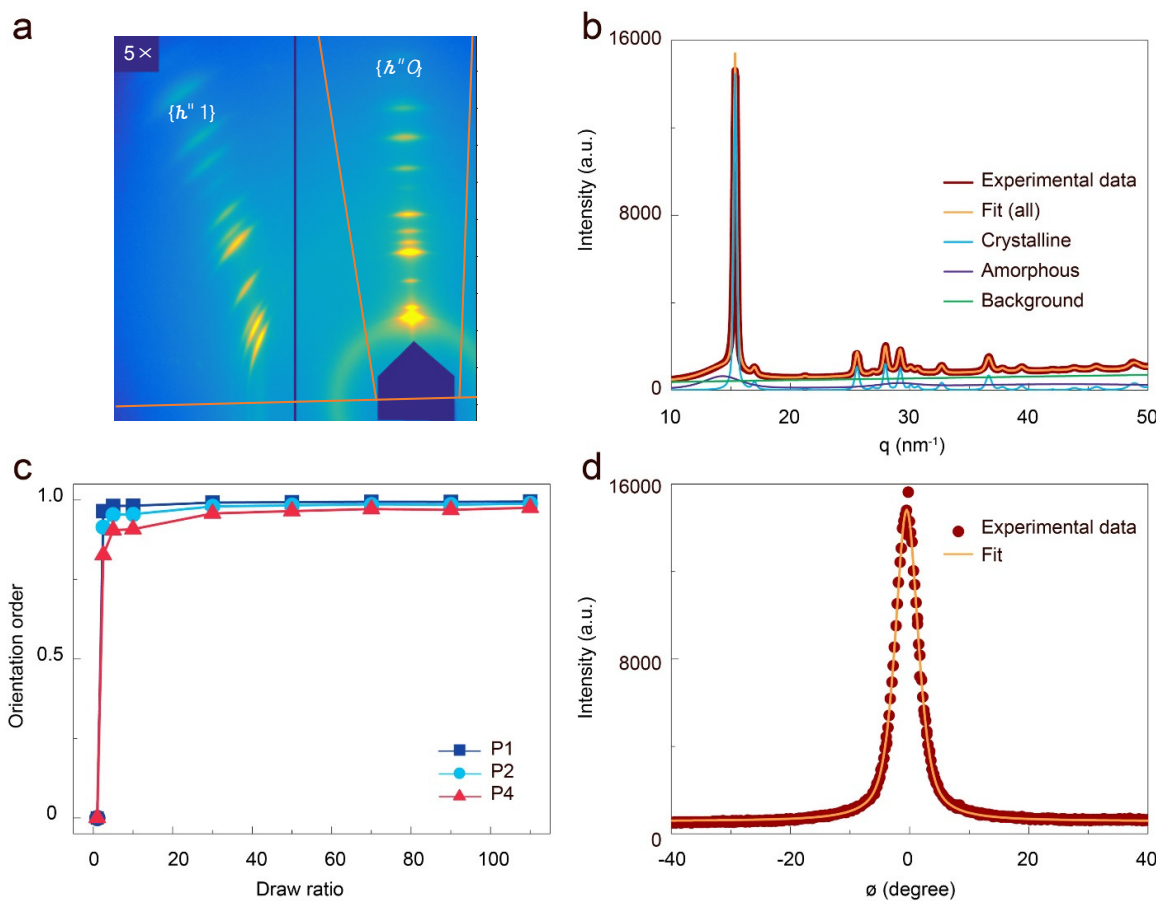 a
5×
{h" 1}
{h" 0}
b
16000
8000
0
Intensity (a.u.)
Experimental data
Fit (all)
Crystalline
Amorphous
Background
10
20
30
40
50
q (nm⁻¹)
c
1.0
0.5
0
Orientation order
P1
P2
P4
0
20
40
60
80
100
Draw ratio
d
16000
8000
0
Intensity (a.u.)
Experimental data
Fit
-40
-20
0
20
40
ø (degree)